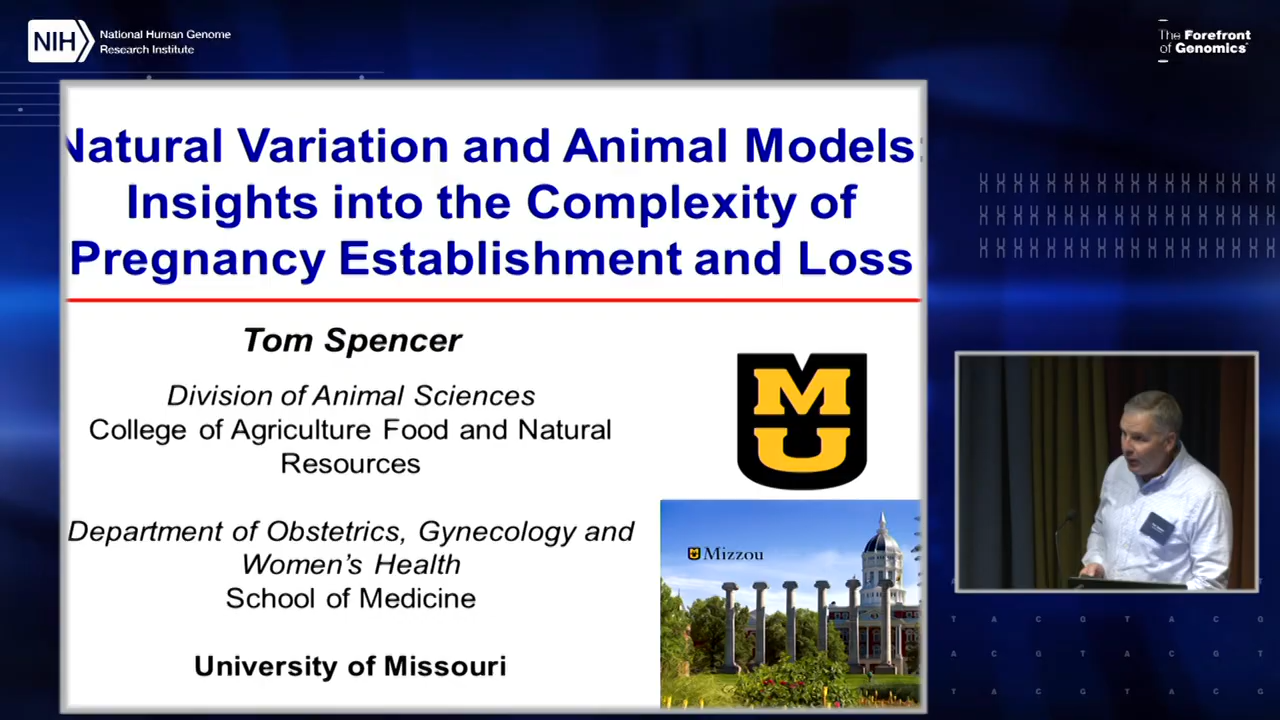 NIH
National Human Genome
Research Institute
The Forefront
of Genomics
Natural Variation and Animal Models:
Insights into the Complexity of
Pregnancy Establishment and Loss
Tom Spencer
Division of Animal Sciences
College of Agriculture Food and Natural
Resources
Department of Obstetrics, Gynecology and
Women's Health
School of Medicine
University of Missouri
MU
Mizzou
T A C G T A C G
A C G T A C G T
T A C G T A C G